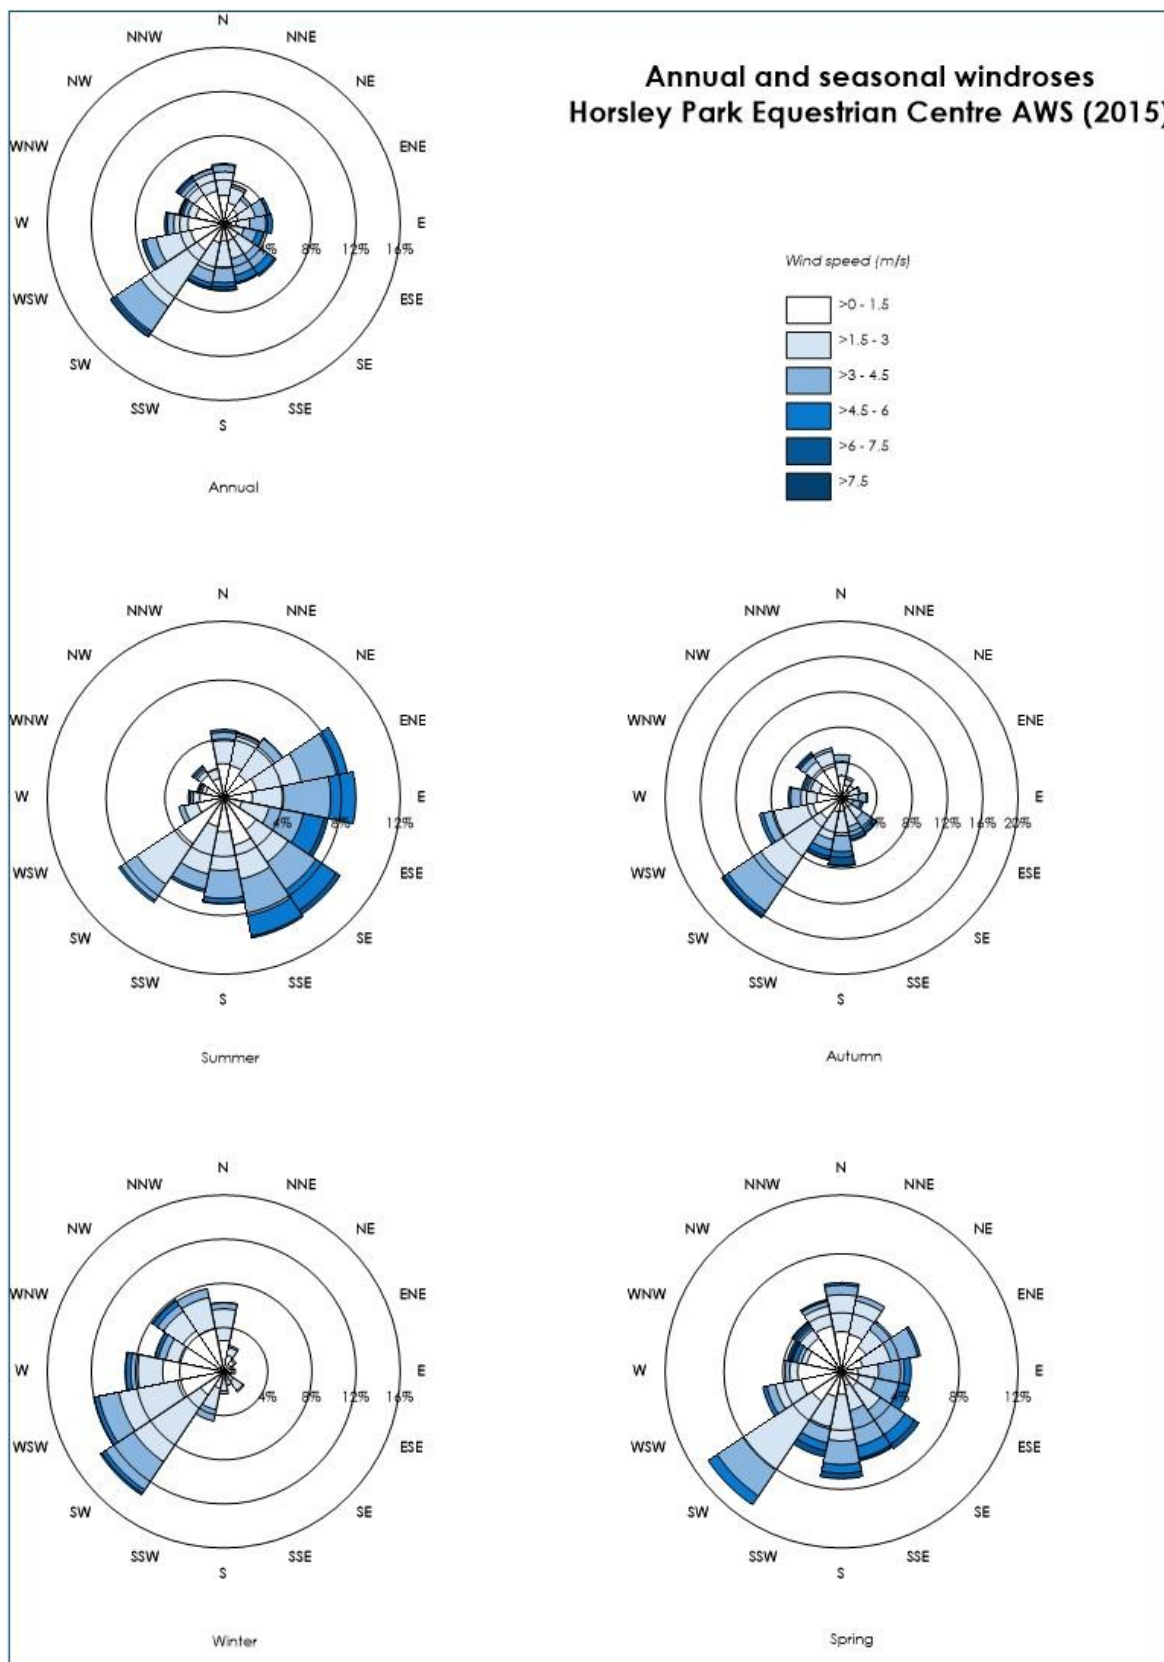 Annual and seasonal windroses
Horsley Park Equestrian Centre AWS (2015)
Wind speed (m/s)
>0 - 1.5
>1.5 - 3
>3 - 4.5
>4.5 - 6
>6 - 7.5
>7.5
N
NNW NNE
NW NE
WNW ENE
W E
4% 8% 12% 16%
WSW ESE
SW SE
SSW SSE
S
Annual
N
NNW NNE
NW NE
WNW ENE
W E
4% 8% 12%
WSW ESE
SW SE
SSW SSE
S
Summer
N
NNW NNE
NW NE
WNW ENE
W E
4% 8% 12% 16% 20%
WSW ESE
SW SE
SSW SSE
S
Autumn
N
NNW NNE
NW NE
WNW ENE
W E
4% 8% 12% 16%
WSW ESE
SW SE
SSW SSE
S
Winter
N
NNW NNE
NW NE
WNW ENE
W E
4% 8% 12%
WSW ESE
SW SE
SSW SSE
S
Spring